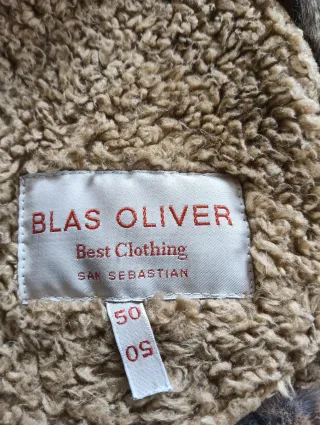 BLAS OLIVER
Best Clothing
SAN SEBASTIAN
50
50